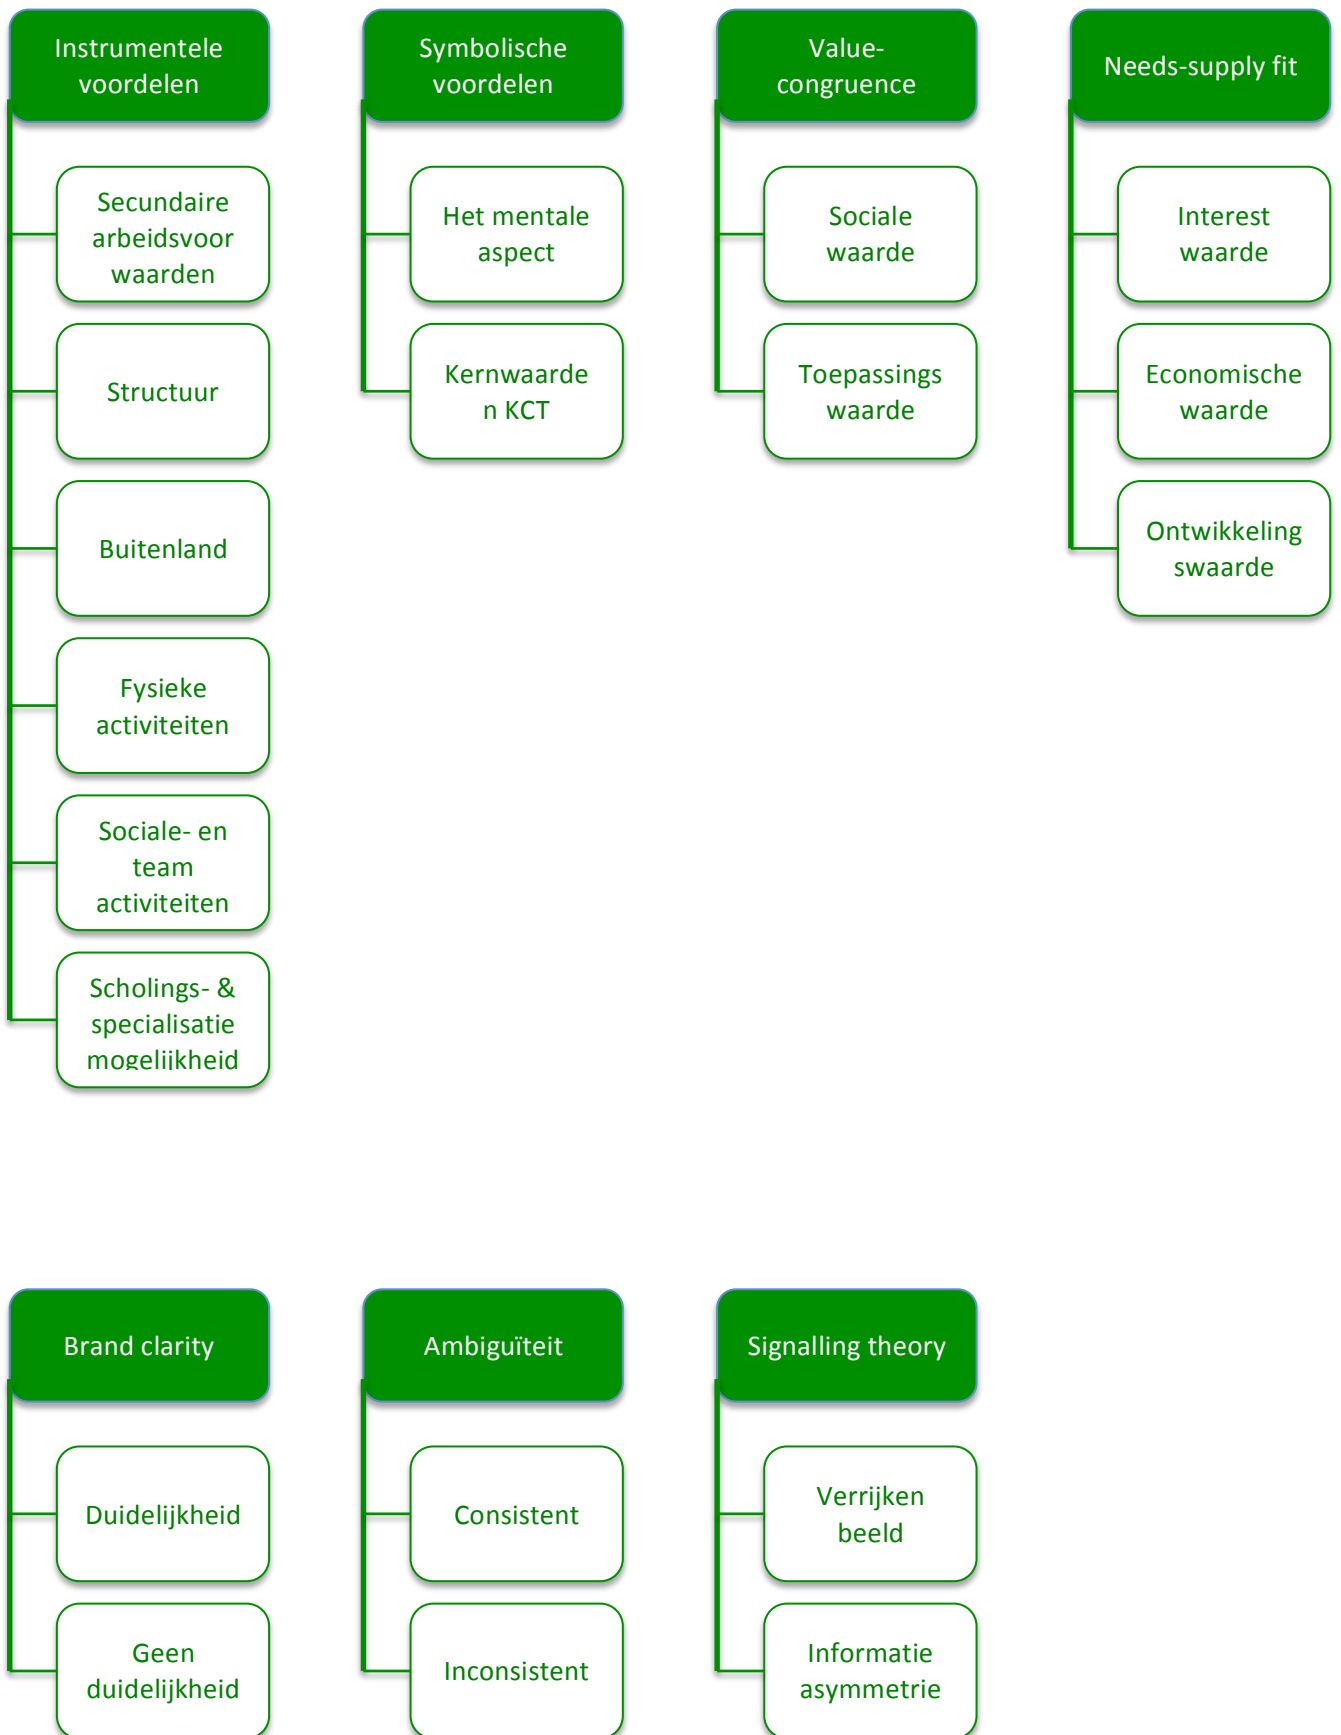 Instrumentele
voordelen
Secundaire
arbeidsvoor
waarden
Structuur
Buitenland
Fysieke
activiteiten
Sociale- en
team
activiteiten
Scholings- &
specialisatie
mogelijkheid
Symbolische
voordelen
Het mentale
aspect
Kernwaarde
n KCT
Value-
congruence
Sociale
waarde
Toepassings
waarde
Needs-supply fit
Interest
waarde
Economische
waarde
Ontwikkeling
swaarde
Brand clarity
Duidelijkheid
Geen
duidelijkheid
Ambiguïteit
Consistent
Inconsistent
Signalling theory
Verrijken
beeld
Informatie
asymmetrie